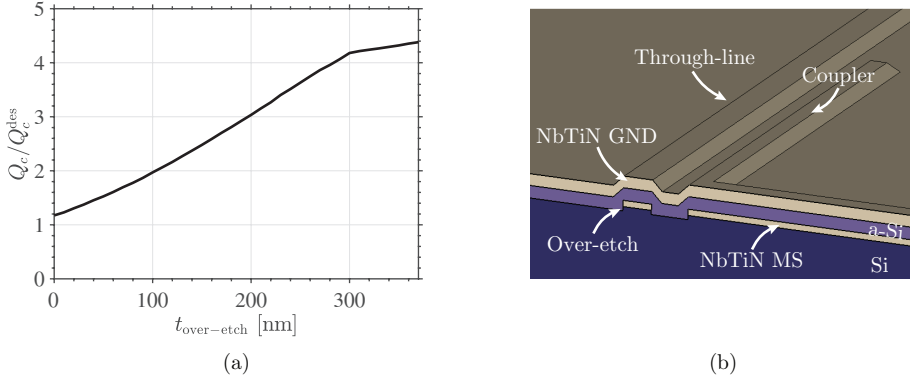 5
4
3
2
1
0
Q_c/Q_c^des
0 100 200 300
t_over−etch [nm]
(a)
Through-line
Coupler
NbTiN GND
Over-etch
NbTiN MS
a-Si
Si
(b)